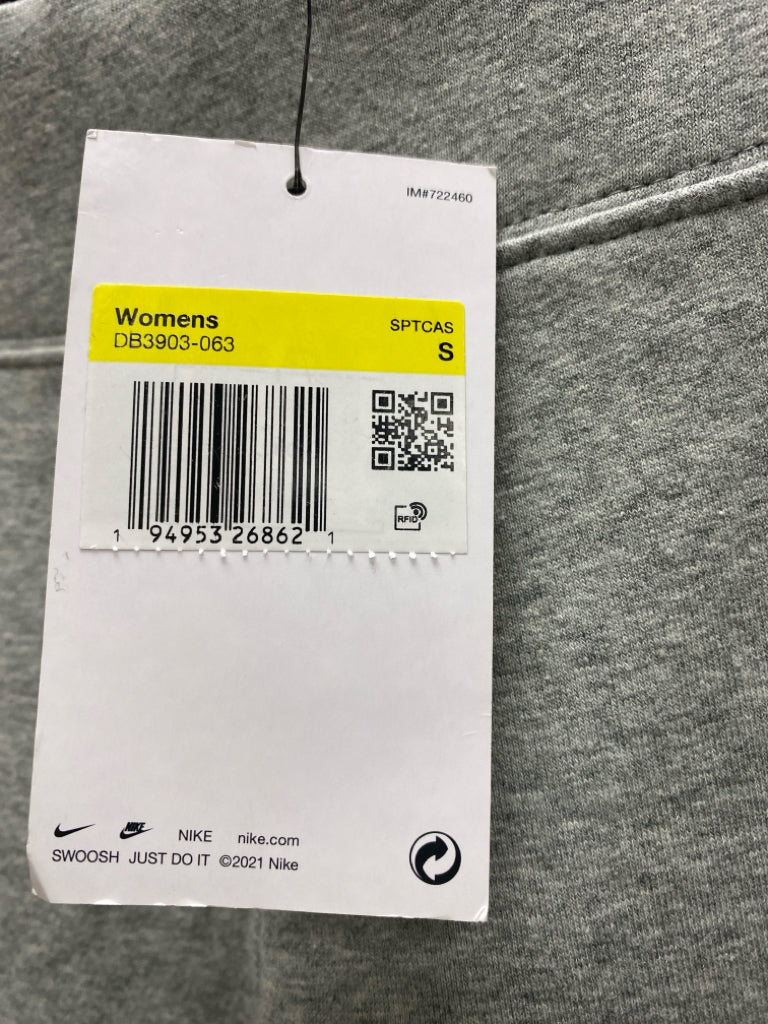 IM#722460
Womens
SPTCAS
DB3903-063
S
RFID
1 94953 26862 1
NIKE NIKE nike.com
SWOOSH JUST DO IT ©2021 Nike